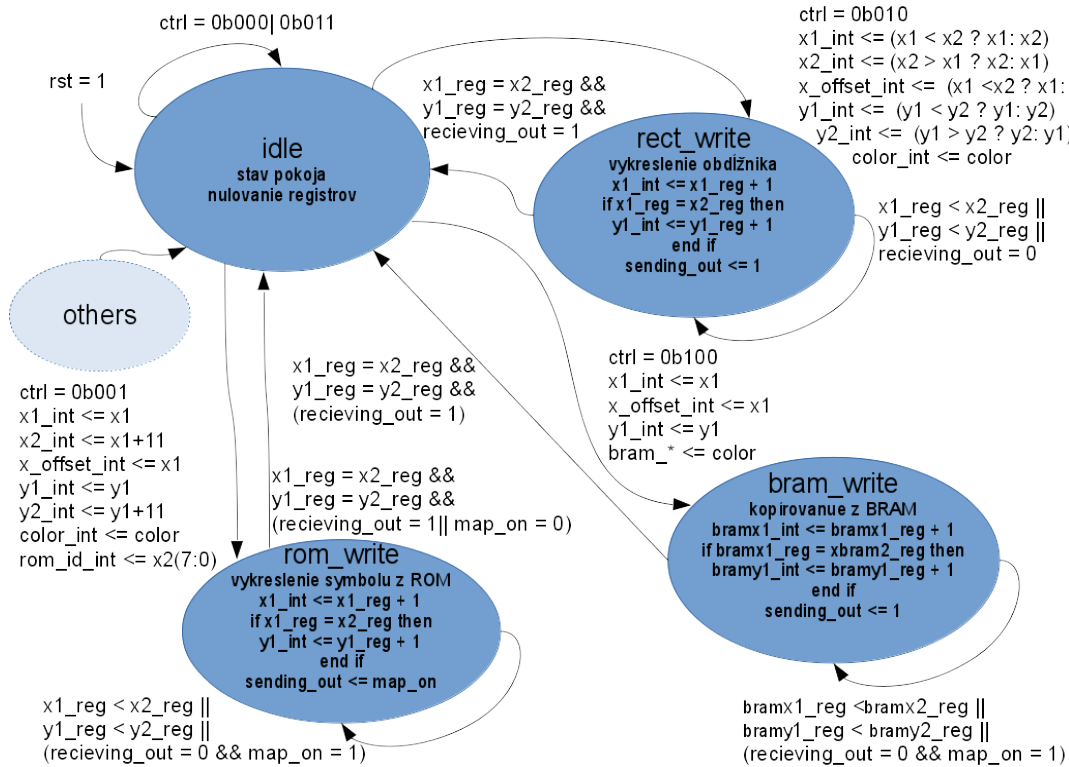 ctrl = 0b000| 0b011
rst = 1
idle
stav pokoja
nulovanie registrov
x1_reg = x2_reg &&
y1_reg = y2_reg &&
recieving_out = 1
ctrl = 0b010
x1_int <= (x1 < x2 ? x1: x2)
x2_int <= (x2 > x1 ? x2: x1)
x_offset_int <= (x1 <x2 ? x1:
y1_int <= (y1 < y2 ? y1: y2)
y2_int <= (y1 > y2 ? y2: y1)
color_int <= color
rect_write
vykreslenie obdĺžnika
x1_int <= x1_reg + 1
if x1_reg = x2_reg then
y1_int <= y1_reg + 1
end if
sending_out <= 1
x1_reg < x2_reg ||
y1_reg < y2_reg ||
recieving_out = 0
others
ctrl = 0b001
x1_int <= x1
x2_int <= x1+11
x_offset_int <= x1
y1_int <= y1
y2_int <= y1+11
color_int <= color
rom_id_int <= x2(7:0)
x1_reg = x2_reg &&
y1_reg = y2_reg &&
(recieving_out = 1)
x1_reg = x2_reg &&
y1_reg = y2_reg &&
(recieving_out = 1|| map_on = 0)
ctrl = 0b100
x1_int <= x1
x_offset_int <= x1
y1_int <= y1
bram_* <= color
rom_write
vykreslenie symbolu z ROM
x1_int <= x1_reg + 1
if x1_reg = x2_reg then
y1_int <= y1_reg + 1
end if
sending_out <= map_on
x1_reg < x2_reg ||
y1_reg < y2_reg ||
(recieving_out = 0 && map_on = 1)
bram_write
kopirovanue z BRAM
bramx1_int <= bramx1_reg + 1
if bramx1_reg = xbram2_reg then
bramy1_int <= bramy1_reg + 1
end if
sending_out <= 1
bramx1_reg <bramx2_reg ||
bramy1_reg < bramy2_reg ||
(recieving_out = 0 && map_on = 1)